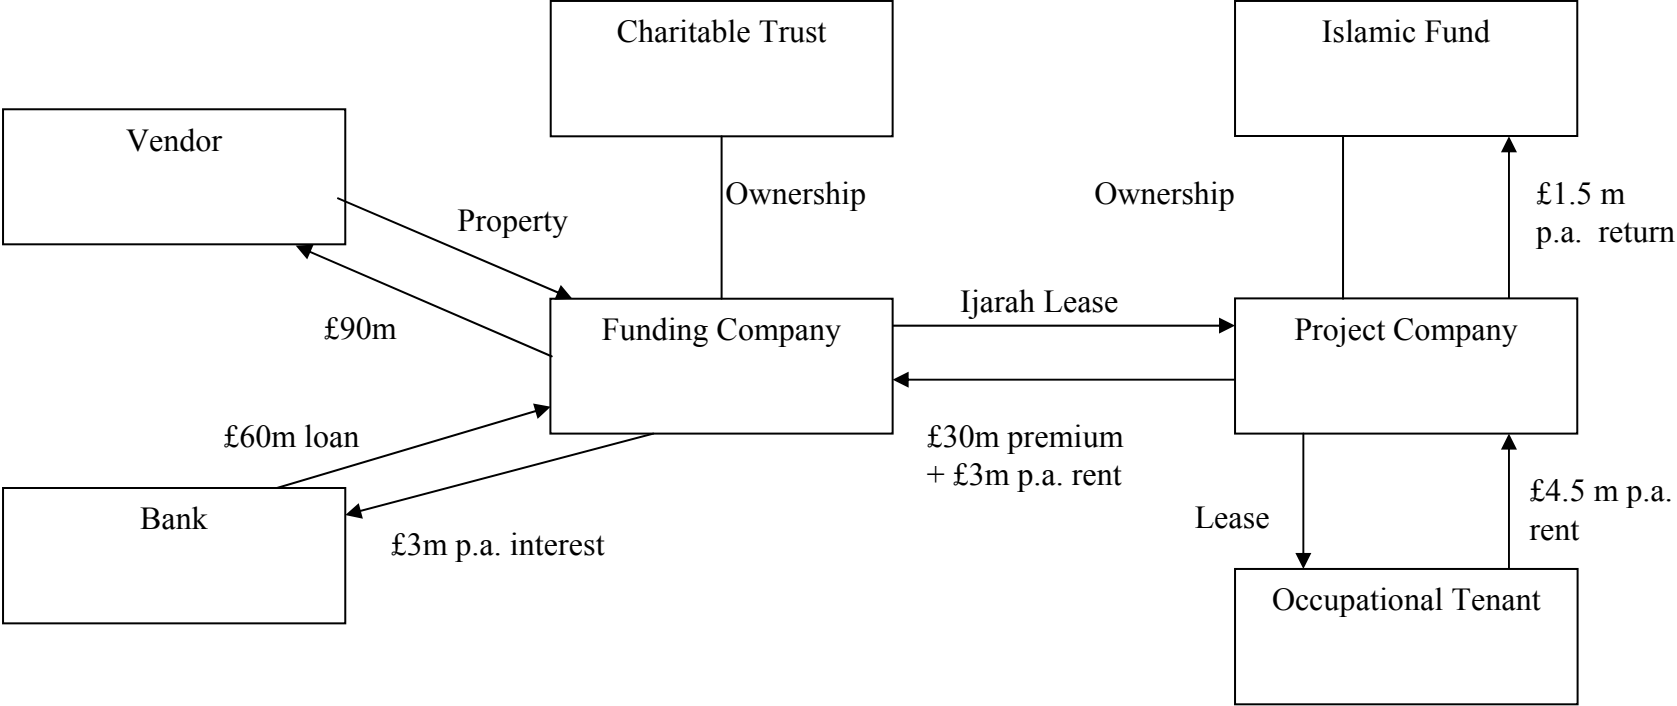 Charitable Trust
Islamic Fund
Vendor
Property
Ownership
Ownership
£1.5 m
p.a. return
£90m
Funding Company
Ijarah Lease
Project Company
£60m loan
£30m premium
+ £3m p.a. rent
£4.5 m p.a.
rent
Bank
£3m p.a. interest
Lease
Occupational Tenant